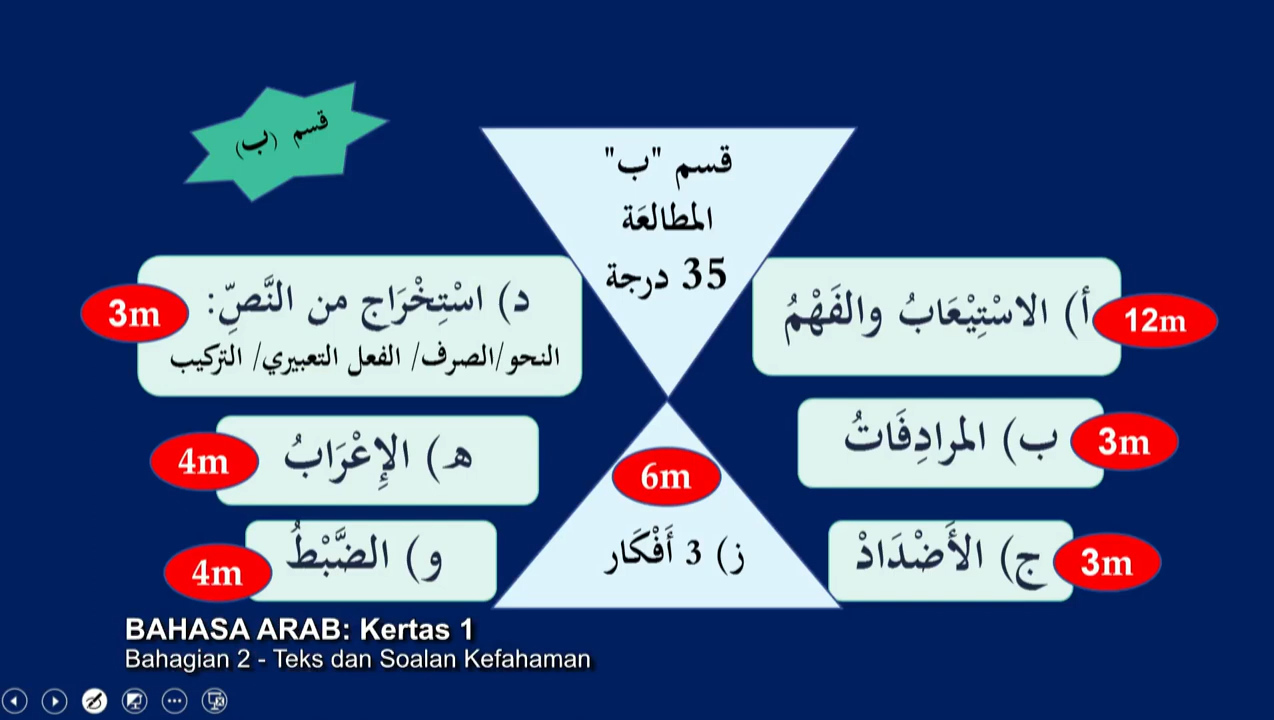 قسم (ب)
قسم "ب"
المطالعَة
35 درجة
أ) الاسْتِيْعَابُ والفَهْمُ
12m
ب) المرادِفَاتُ
3m
ج) الأَضْدَادْ
3m
د) اسْتِخْرَاج من النَّصِّ:
النحو/الصرف/ الفعل التعبيري/ التركيب
3m
ه) الإِعْرَابُ
4m
و) الضَّبْطُ
4m
6m
ز) 3 أَفْكَار
BAHASA ARAB: Kertas 1
Bahagian 2 - Teks dan Soalan Kefahaman